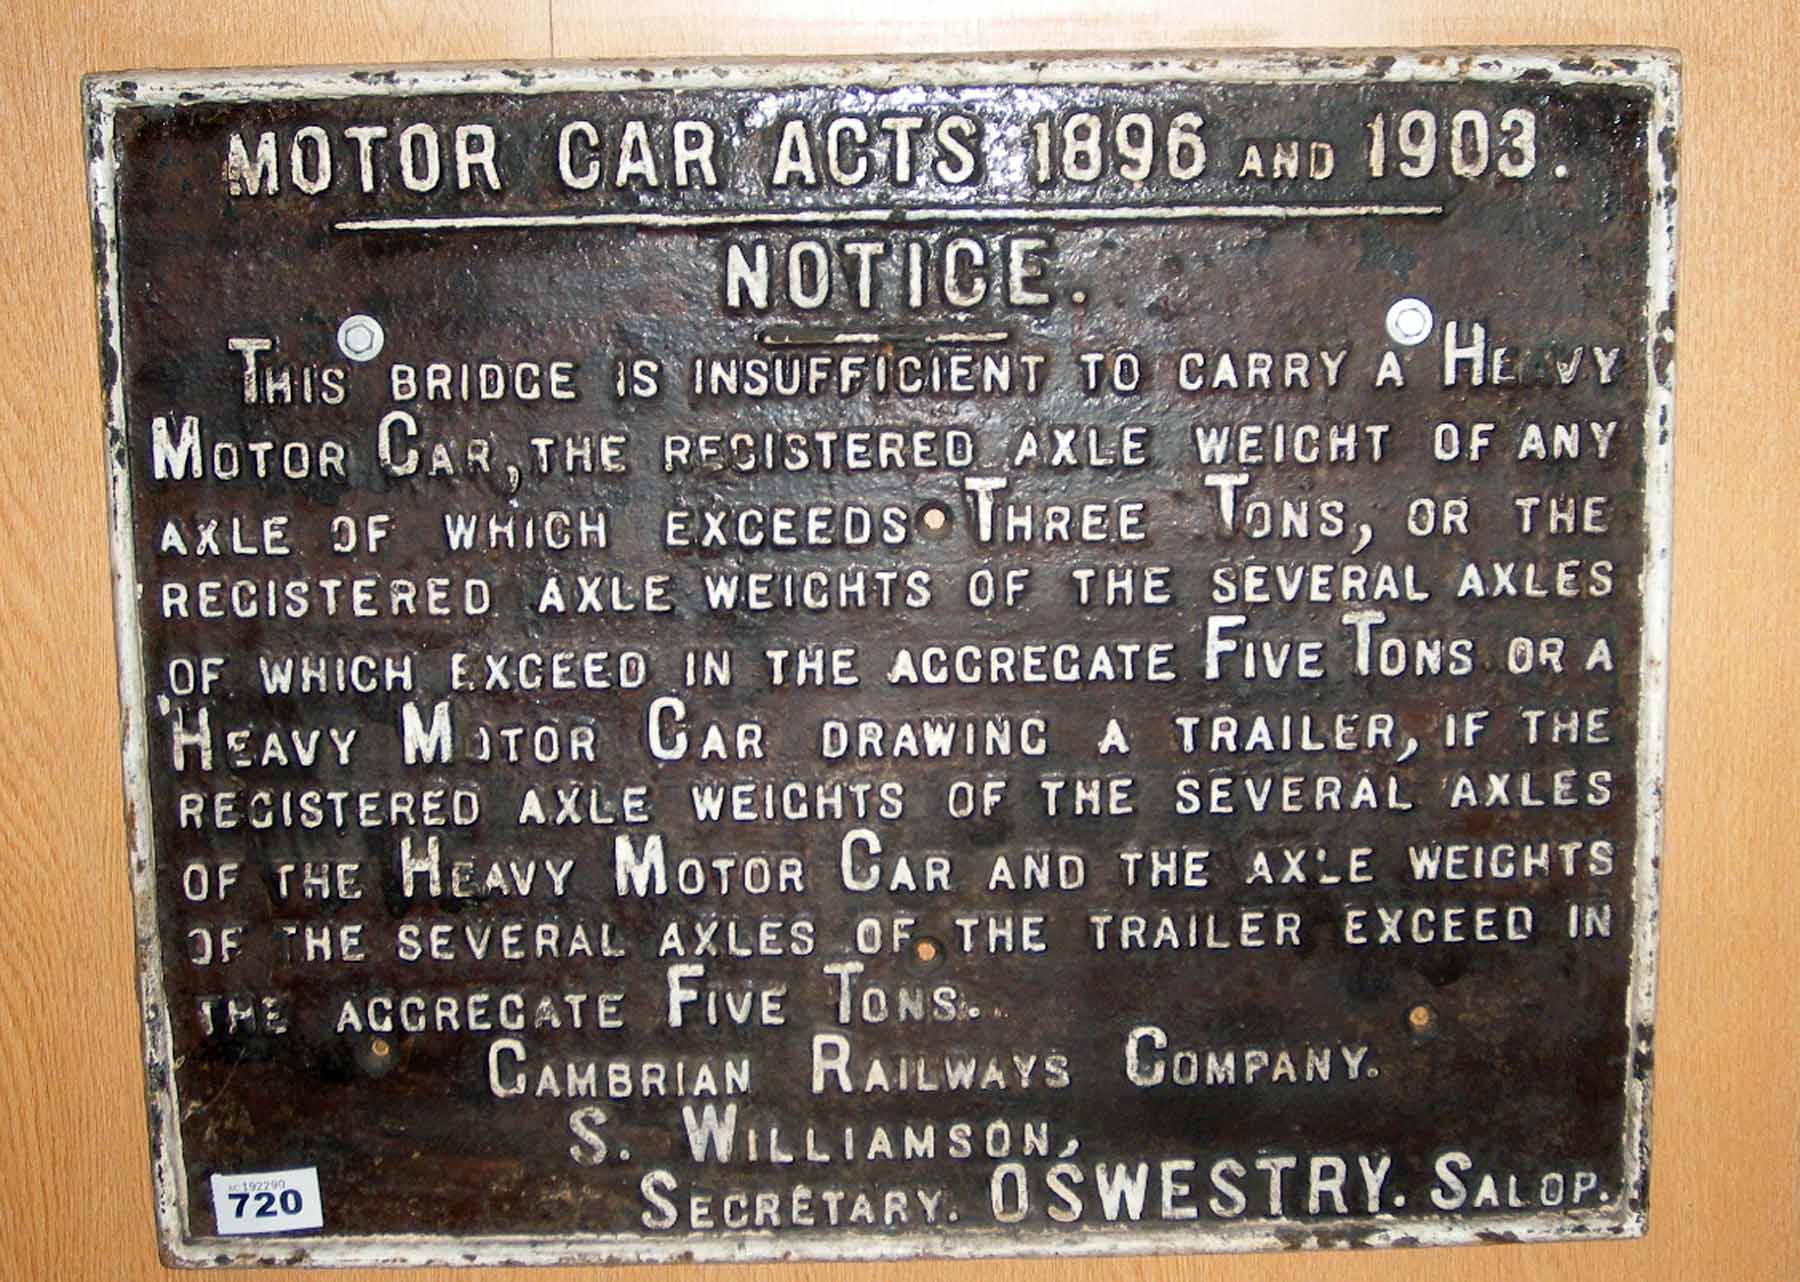 MOTOR CAR ACTS 1896 AND 1903.
NOTICE.
THIS BRIDGE IS INSUFFICIENT TO CARRY A HEAVY
MOTOR CAR, THE REGISTERED AXLE WEIGHT OF ANY
AXLE OF WHICH EXCEEDS THREE TONS, OR THE
REGISTERED AXLE WEIGHTS OF THE SEVERAL AXLES
OF WHICH EXCEED IN THE AGGREGATE FIVE TONS OR A
HEAVY MOTOR CAR DRAWING A TRAILER, IF THE
REGISTERED AXLE WEIGHTS OF THE SEVERAL AXLES
OF THE HEAVY MOTOR CAR AND THE AXLE WEIGHTS
OF THE SEVERAL AXLES OF THE TRAILER EXCEED IN
THE AGGREGATE FIVE TONS.
CAMBRIAN RAILWAYS COMPANY.
S. WILLIAMSON,
SECRETARY. OSWESTRY. SALOP.
192290
720